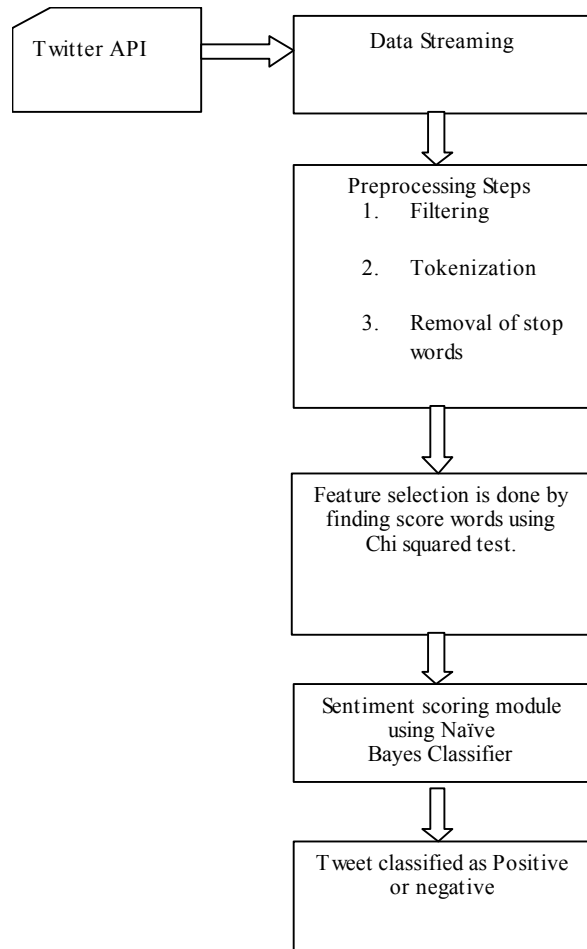 Twitter API
Data Streaming
Preprocessing Steps
1. Filtering
2. Tokenization
3. Removal of stop
words
Feature selection is done by
finding score words using
Chi squared test.
Sentiment scoring module
using Naïve
Bayes Classifier
Tweet classified as Positive
or negative